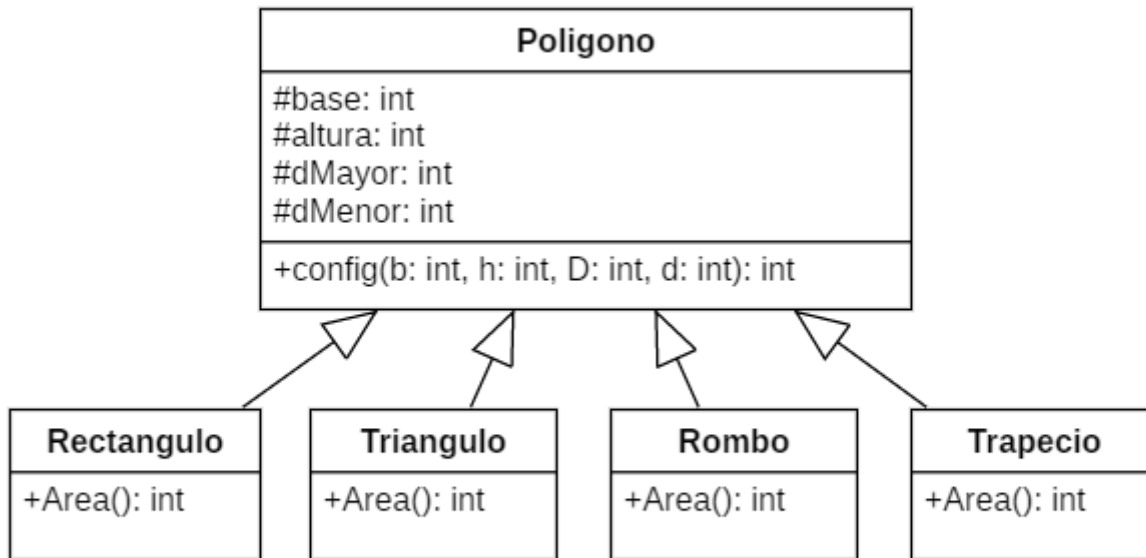 Poligono
#base: int
#altura: int
#dMayor: int
#dMenor: int
+config(b: int, h: int, D: int, d: int): int
Rectangulo
+Area(): int
Triangulo
+Area(): int
Rombo
+Area(): int
Trapecio
+Area(): int